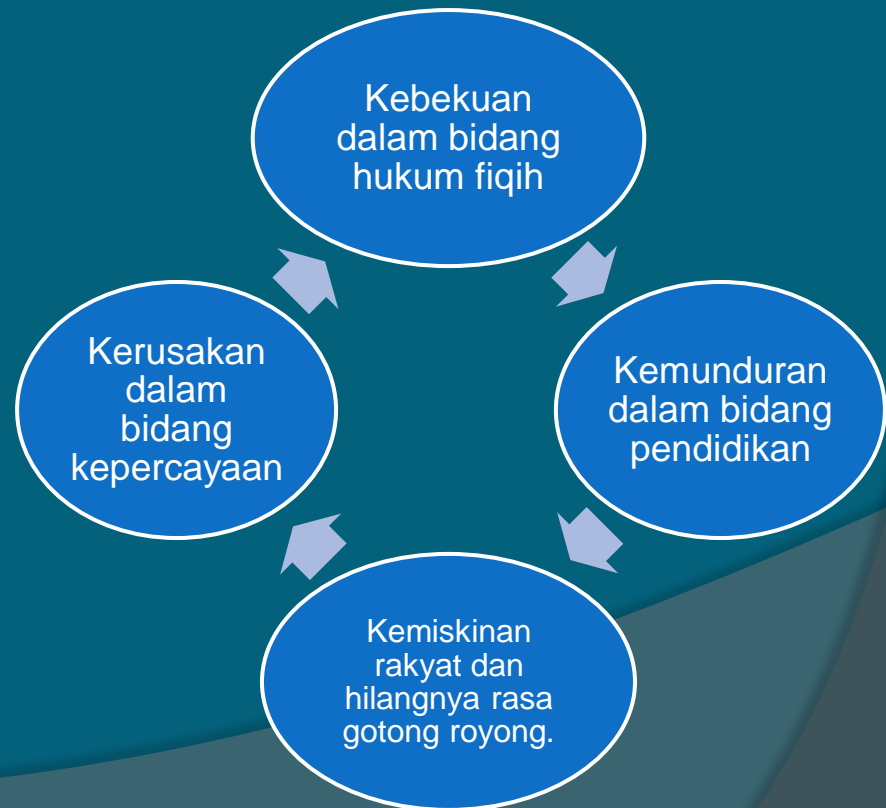 Kebekuan
dalam bidang
hukum fiqih
Kemunduran
dalam bidang
pendidikan
Kemiskinan
rakyat dan
hilangnya rasa
gotong royong.
Kerusakan
dalam
bidang
kepercayaan